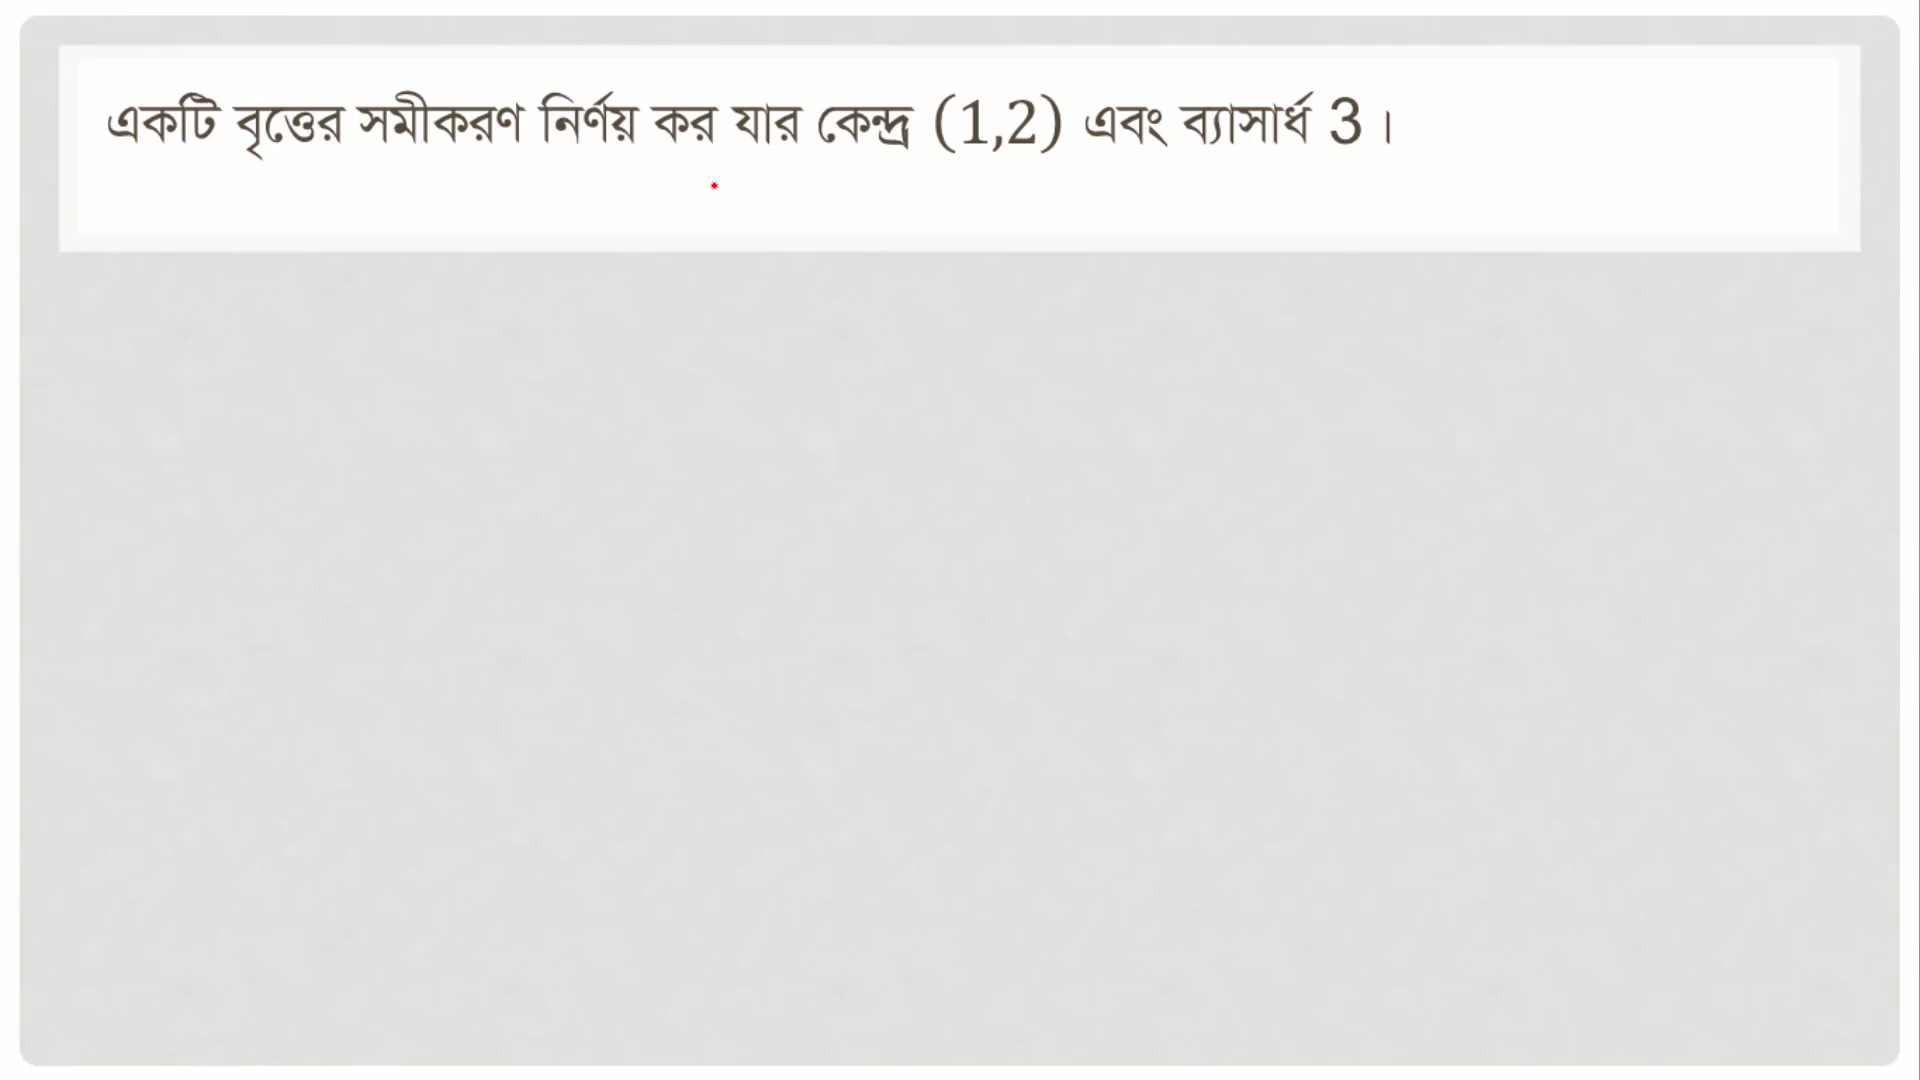 একটি বৃত্তের সমীকরণ নির্ণয় কর যার কেন্দ্র (1,2) এবং ব্যাসার্ধ 3 ।